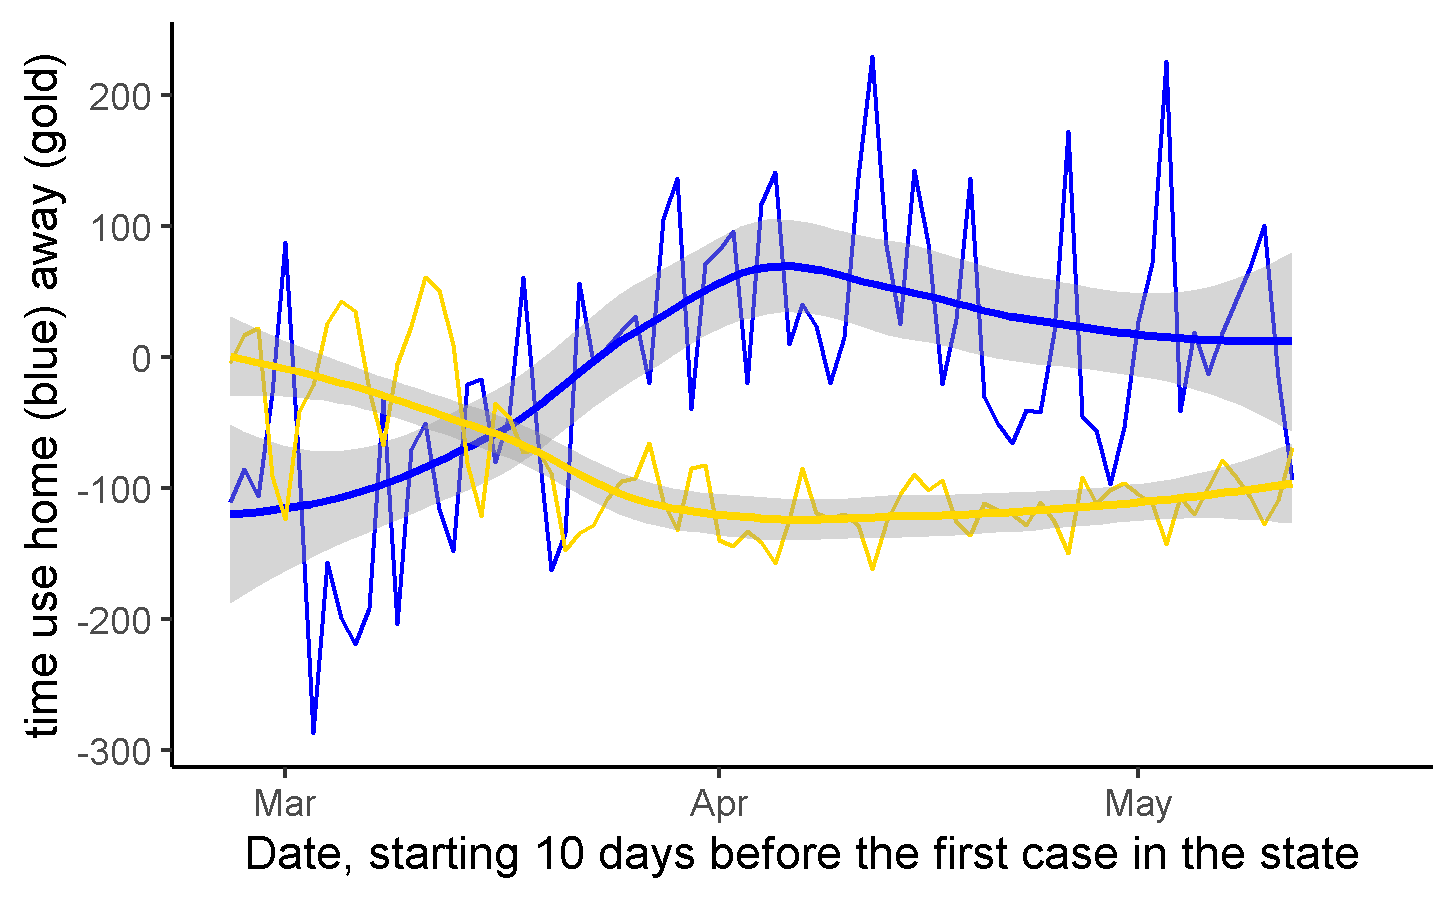 time use home (blue) away (gold)
200
100
0
-100
-200
-300
Mar Apr May
Date, starting 10 days before the first case in the state